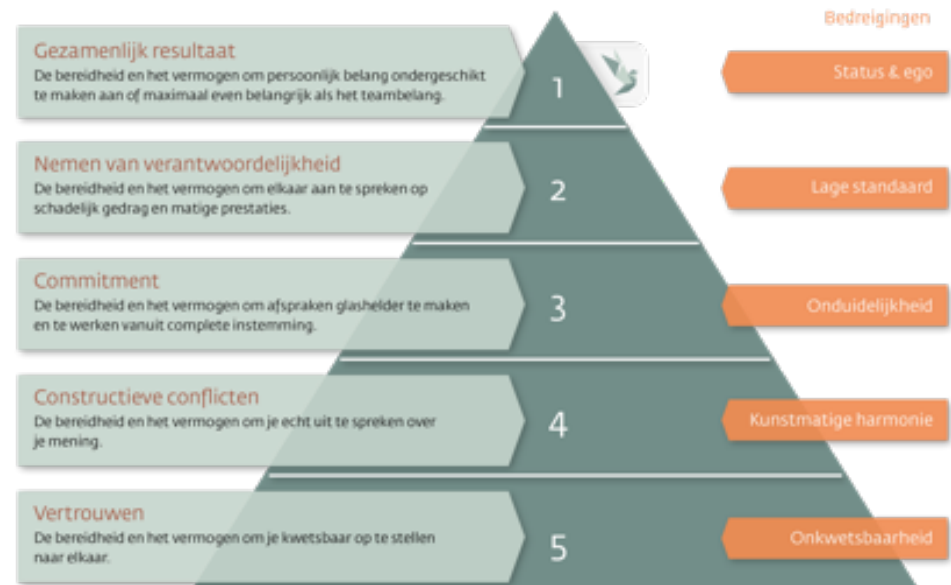 Bedreigingen
Gezamenlijk resultaat
De bereidheid en het vermogen om persoonlijk belang ondergeschikt
te maken aan of maximaal even belangrijk als het teambelang.
1
Status & ego
Nemen van verantwoordelijkheid
De bereidheid en het vermogen om elkaar aan te spreken op
schadelijk gedrag en matige prestaties.
2
Lage standaard
Commitment
De bereidheid en het vermogen om afspraken glashelder te maken
en te werken vanuit complete instemming.
3
Onduidelijkheid
Constructieve conflicten
De bereidheid en het vermogen om je echt uit te spreken over
je mening.
4
Kunstmatige harmonie
Vertrouwen
De bereidheid en het vermogen om je kwetsbaar op te stellen
naar elkaar.
5
Onkwetsbaarheid